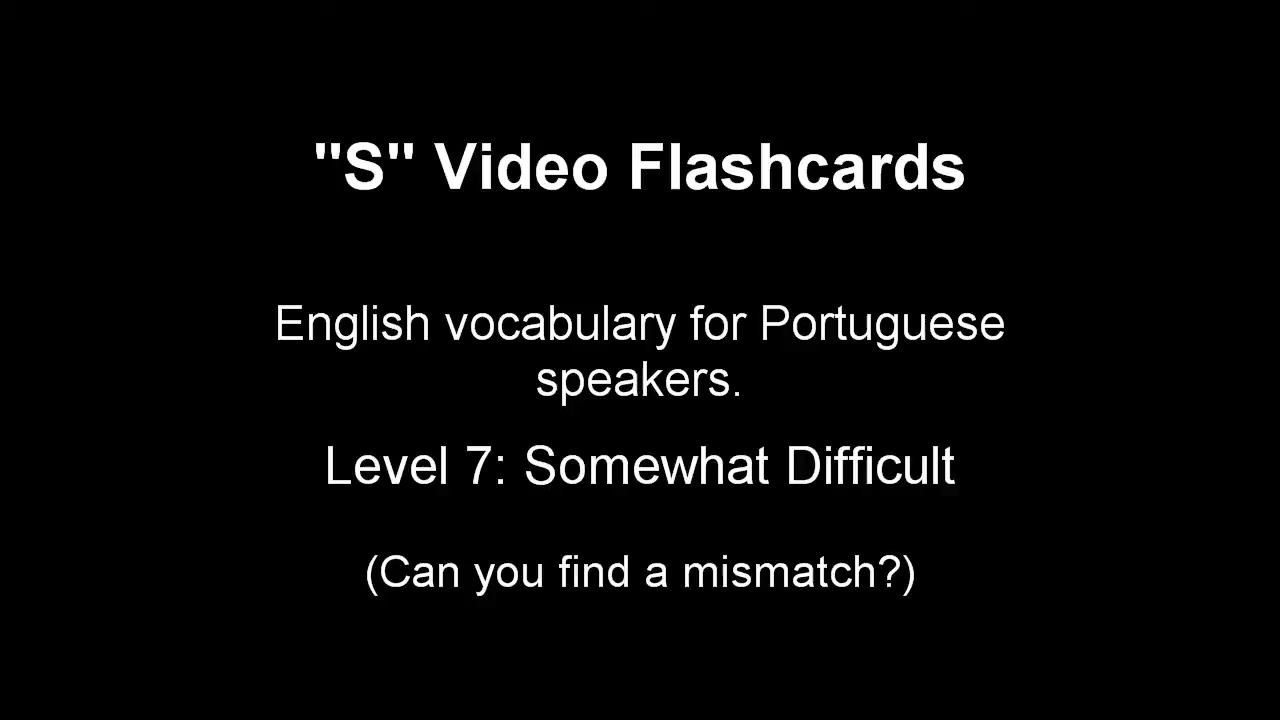 "S" Video Flashcards
English vocabulary for Portuguese
speakers.
Level 7: Somewhat Difficult
(Can you find a mismatch?)